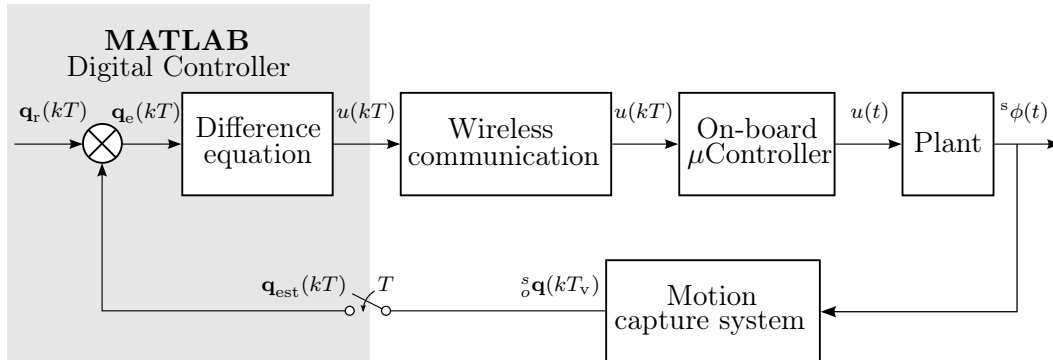 MATLAB
Digital Controller
q_r(kT)
q_e(kT)
Difference
equation
u(kT)
Wireless
communication
u(kT)
On-board
μController
u(t)
Plant
^sϕ(t)
q_est(kT)
T
^s_o q(kT_v)
Motion
capture system